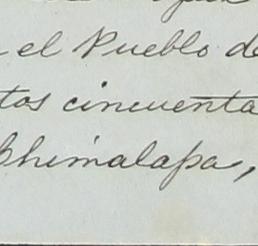 el Pueblo de
tos cincuenta
Chimalapa,